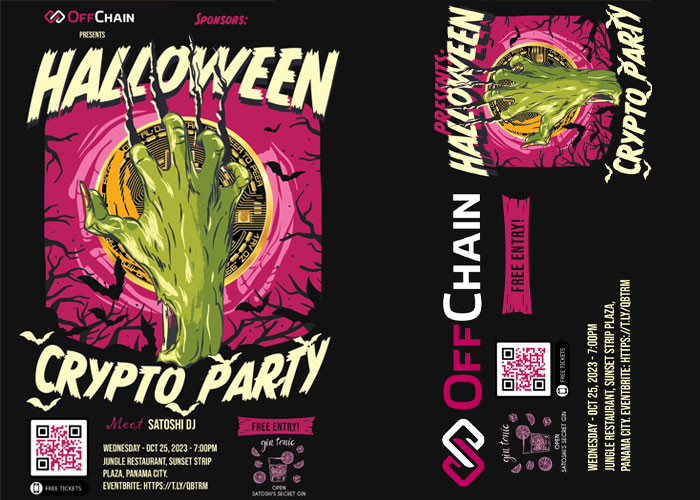 OFFCHAIN
PRESENTS
SPONSORS:
HALLOWEEN
CRYPTO PARTY
Meet SATOSHI DJ
FREE ENTRY!
WEDNESDAY - OCT 25, 2023 - 7:00PM
JUNGLE RESTAURANT, SUNSET STRIP
PLAZA, PANAMA CITY.
EVENTBRITE: HTTPS://T.LY/QBTRM
FREE TICKETS
gin tonic
OPEN
SATOSHI'S SECRET GIN
PRESENTS:
HALLOWEEN
CRYPTO PARTY
OFFCHAIN
FREE ENTRY!
FREE TICKETS
gin tonic
OPEN
SATOSHI'S SECRET GIN
WEDNESDAY - OCT 25, 2023 - 7:00PM
JUNGLE RESTAURANT, SUNSET STRIP PLAZA,
PANAMA CITY. EVENTBRITE: HTTPS://T.LY/QBTRM